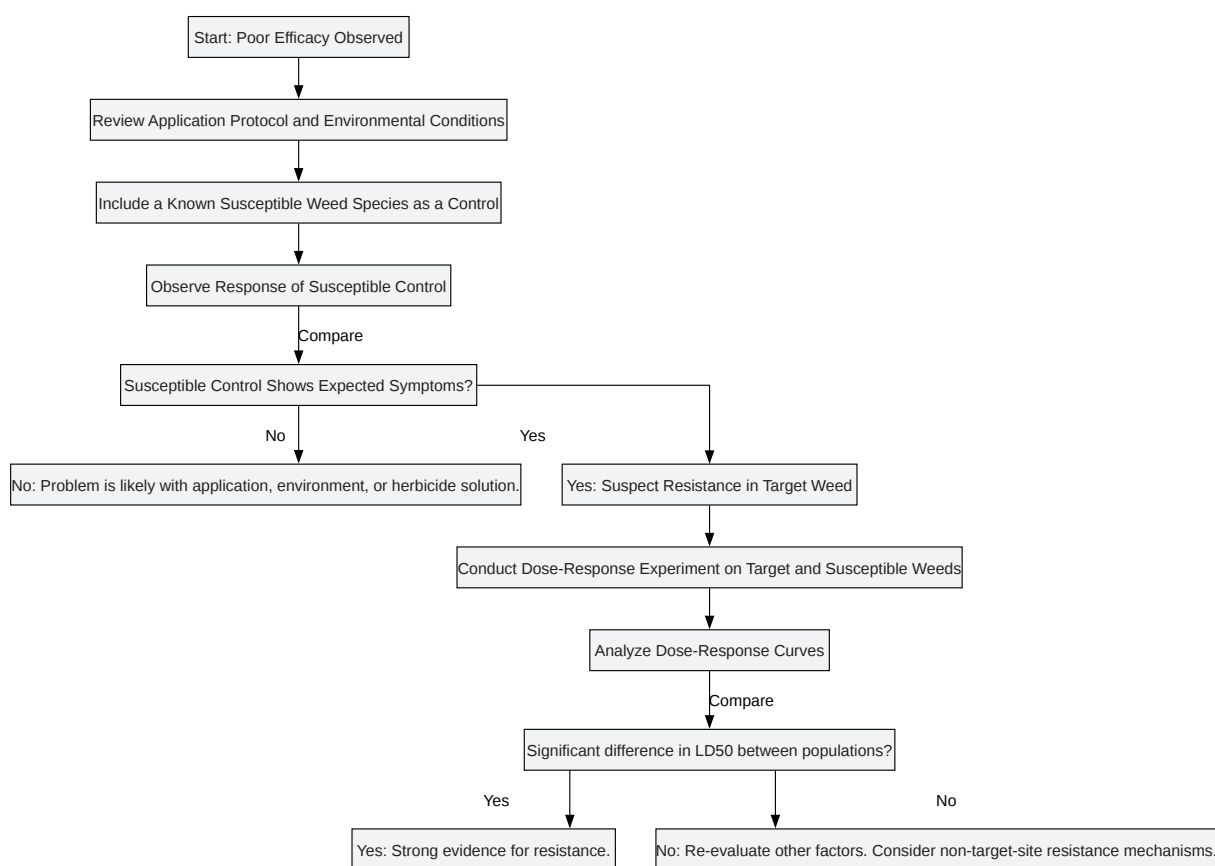 Start: Poor Efficacy Observed
Review Application Protocol and Environmental Conditions
Include a Known Susceptible Weed Species as a Control
Observe Response of Susceptible Control
Compare
Susceptible Control Shows Expected Symptoms?
No
Yes
No: Problem is likely with application, environment, or herbicide solution.
Yes: Suspect Resistance in Target Weed
Conduct Dose-Response Experiment on Target and Susceptible Weeds
Analyze Dose-Response Curves
Compare
Significant difference in LD50 between populations?
Yes
No
Yes: Strong evidence for resistance.
No: Re-evaluate other factors. Consider non-target-site resistance mechanisms.